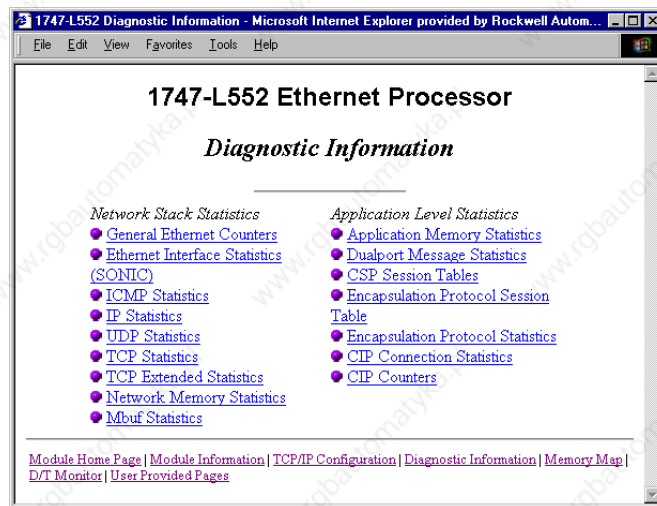 1747-L552 Diagnostic Information - Microsoft Internet Explorer provided by Rockwell Autom...
File Edit View Favorites Tools Help
1747-L552 Ethernet Processor
Diagnostic Information
Network Stack Statistics
General Ethernet Counters
Ethernet Interface Statistics
(SONIC)
ICMP Statistics
IP Statistics
UDP Statistics
TCP Statistics
TCP Extended Statistics
Network Memory Statistics
Mbuf Statistics
Application Level Statistics
Application Memory Statistics
Dualport Message Statistics
CSP Session Tables
Encapsulation Protocol Session
Table
Encapsulation Protocol Statistics
CIP Connection Statistics
CIP Counters
Module Home Page | Module Information | TCP/IP Configuration | Diagnostic Information | Memory Map |
D/T Monitor | User Provided Pages